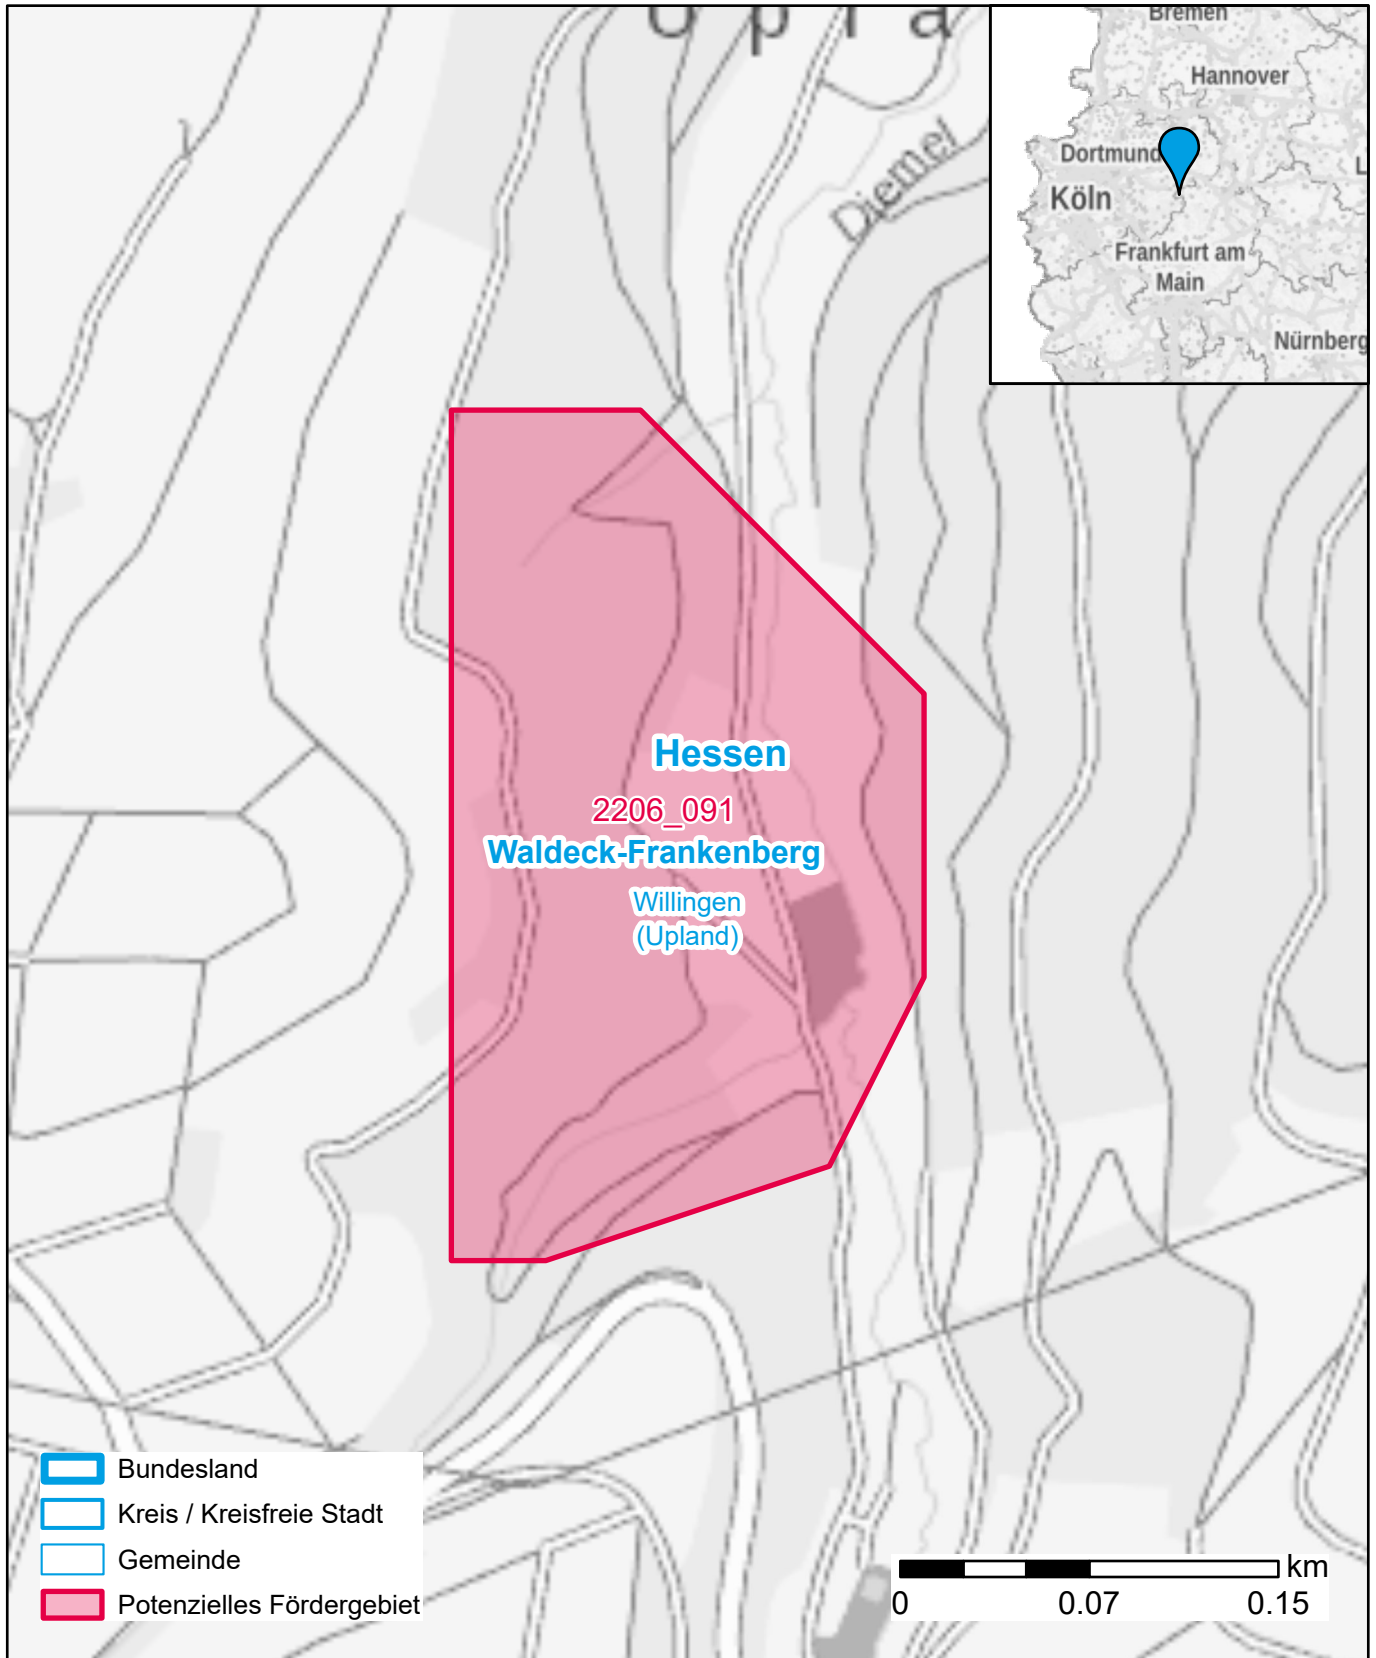 Diemel
Bremen
Hannover
Dortmund
Köln
Frankfurt am
Main
Nürnberg
Hessen
2206_091
Waldeck-Frankenberg
Willingen
(Upland)
Bundesland
Kreis / Kreisfreie Stadt
Gemeinde
Potenzielles Fördergebiet
km
0 0.07 0.15